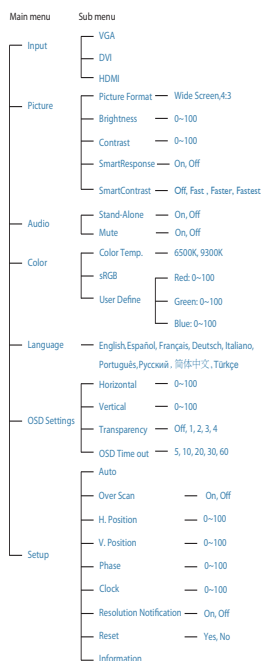 Main menu Sub menu
Input
VGA
DVI
HDMI
Picture
Picture Format Wide Screen,4:3
Brightness 0~100
Contrast 0~100
SmartResponse On, Off
SmartContrast Off, Fast , Faster, Fastest
Audio
Stand-Alone On, Off
Mute On, Off
Color
Color Temp. 6500K, 9300K
sRGB
User Define
Red: 0~100
Green: 0~100
Blue: 0~100
Language
English,Español, Français, Deutsch, Italiano,
Português,Русский, 简体中文,Türkçe
OSD Settings
Horizontal 0~100
Vertical 0~100
Transparency Off, 1, 2, 3, 4
OSD Time out 5, 10, 20, 30, 60
Setup
Auto
Over Scan On, Off
H. Position 0~100
V. Position 0~100
Phase 0~100
Clock 0~100
Resolution Notification On, Off
Reset Yes, No
Information